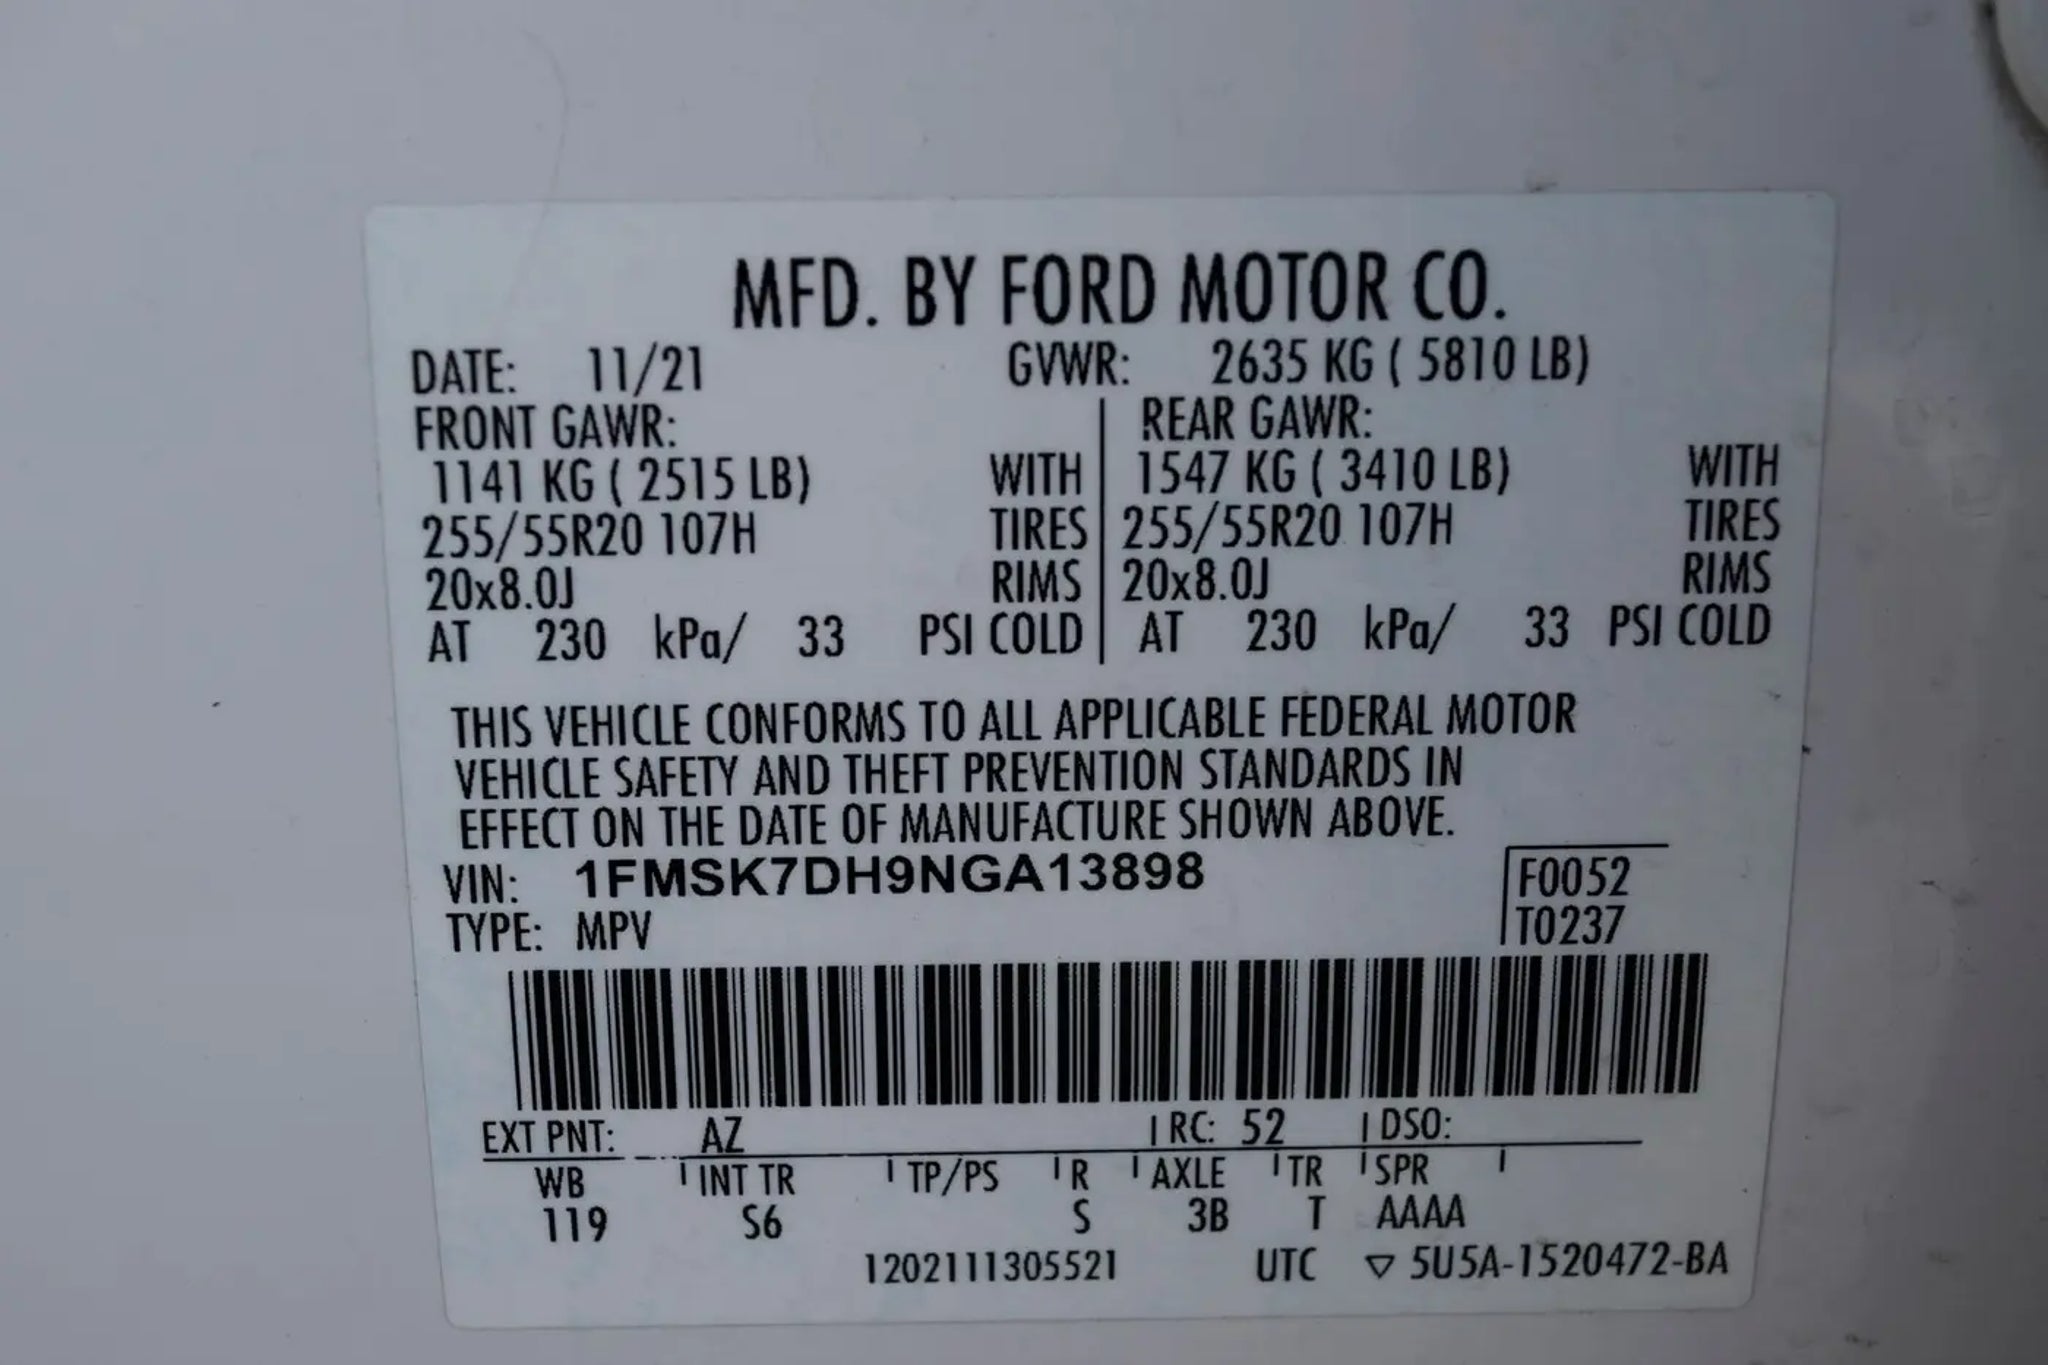 MFD. BY FORD MOTOR CO.
DATE: 11/21 GVWR: 2635 KG ( 5810 LB)
FRONT GAWR: REAR GAWR:
1141 KG ( 2515 LB) WITH 1547 KG ( 3410 LB) WITH
255/55R20 107H TIRES 255/55R20 107H TIRES
20x8.0J RIMS 20x8.0J RIMS
AT 230 kPa/ 33 PSI COLD AT 230 kPa/ 33 PSI COLD
THIS VEHICLE CONFORMS TO ALL APPLICABLE FEDERAL MOTOR
VEHICLE SAFETY AND THEFT PREVENTION STANDARDS IN
EFFECT ON THE DATE OF MANUFACTURE SHOWN ABOVE.
VIN: 1FMSK7DH9NGA13898 F0052
TYPE: MPV T0237
EXT PNT: AZ RC: 52 DSO:
WB INT TR TP/PS R AXLE TR SPR
119 S6 S 3B T AAAA
1202111305521 UTC ▽ 5U5A-1520472-BA